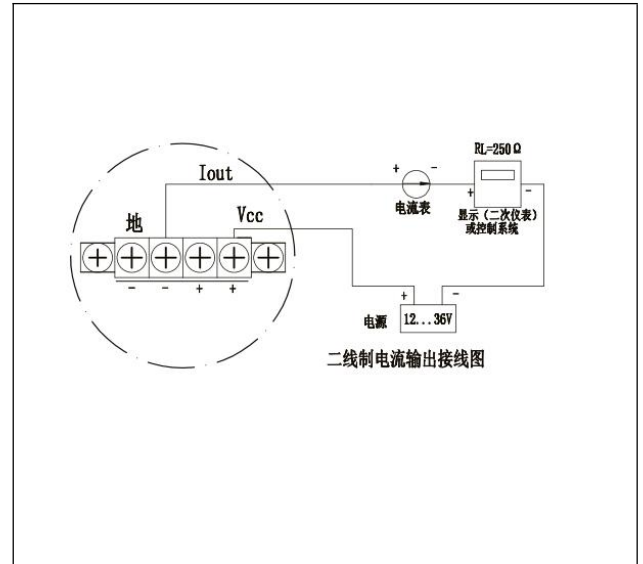 RL=250Ω
+ -
Iout
电流表
+ -
显示（二次仪表）
或控制系统
地
Vcc
- - + +
+ -
电源 12...36V
二线制电流输出接线图